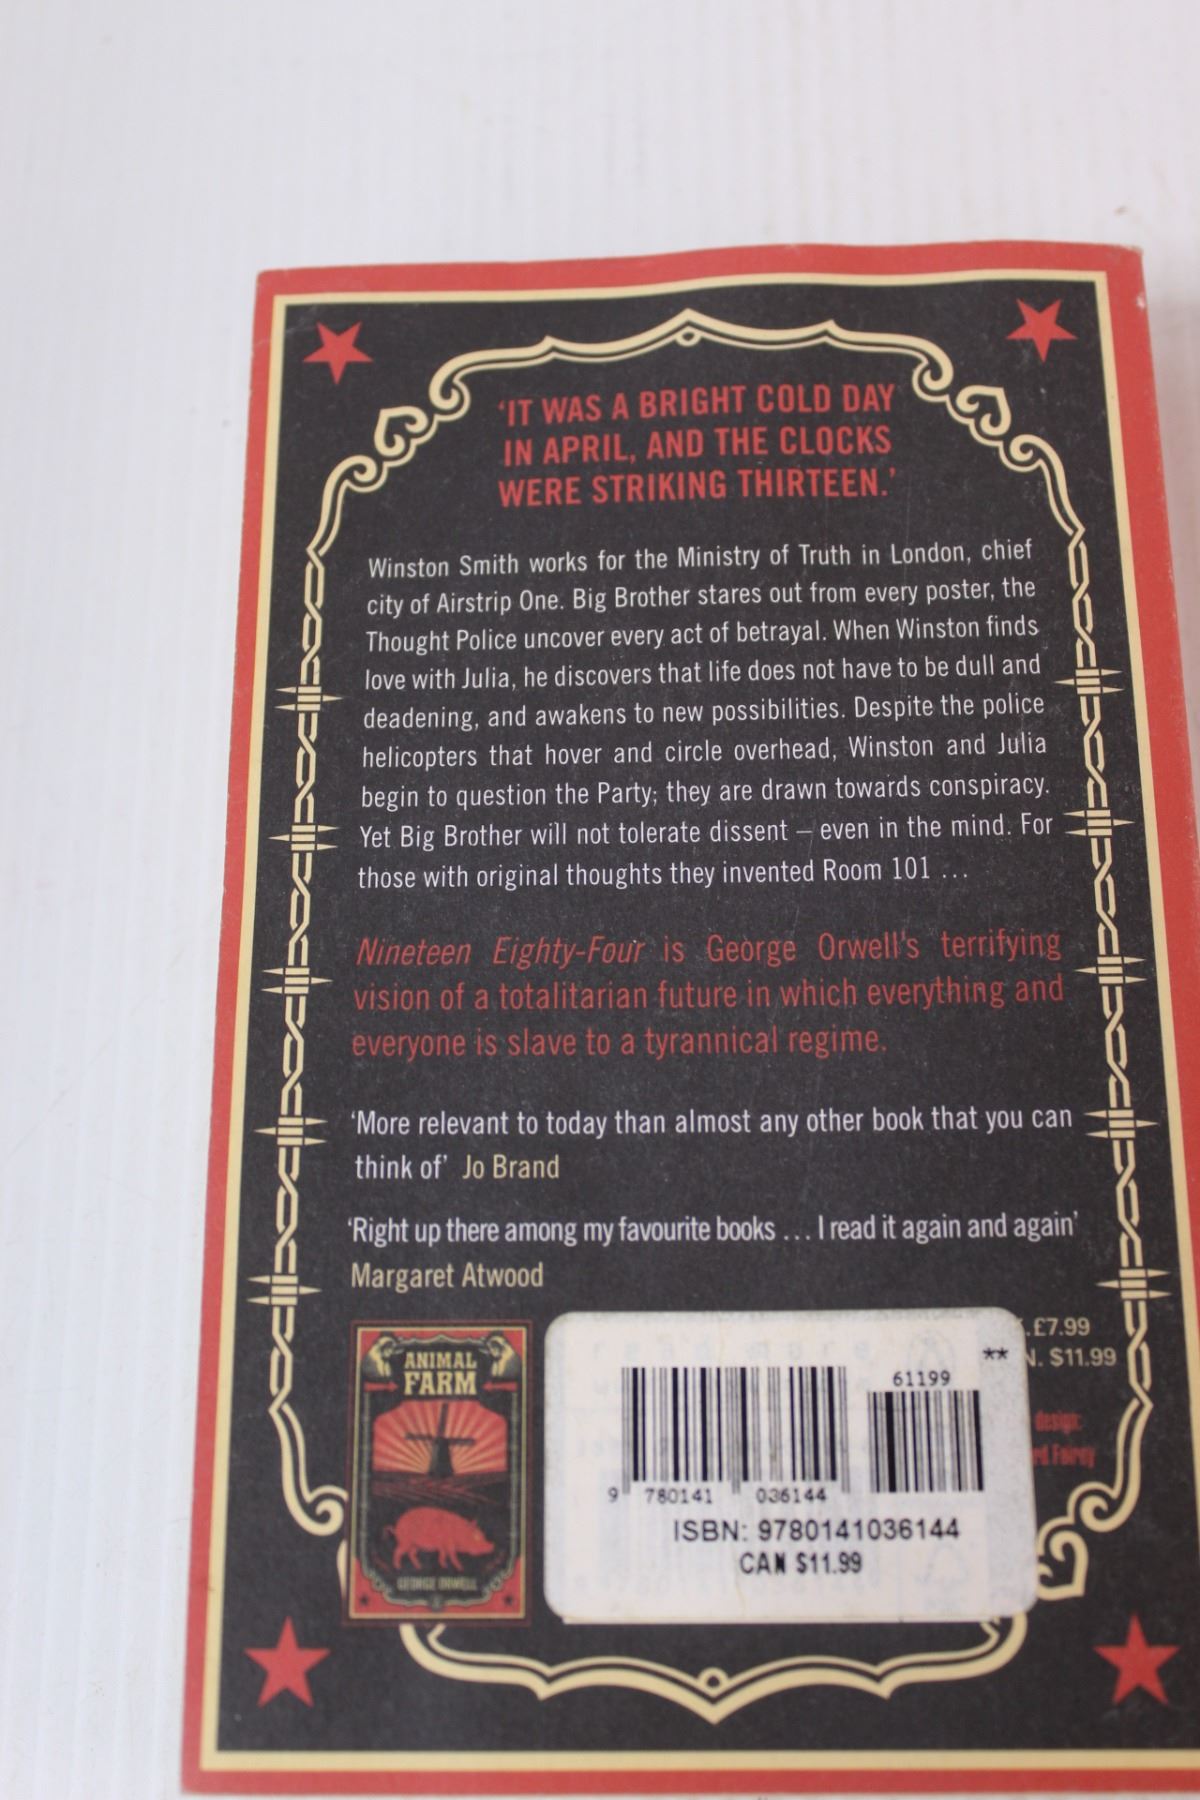 ‘IT WAS A BRIGHT COLD DAY
IN APRIL, AND THE CLOCKS
WERE STRIKING THIRTEEN.’
Winston Smith works for the Ministry of Truth in London, chief
city of Airstrip One. Big Brother stares out from every poster, the
Thought Police uncover every act of betrayal. When Winston finds
love with Julia, he discovers that life does not have to be dull and
deadening, and awakens to new possibilities. Despite the police
helicopters that hover and circle overhead, Winston and Julia
begin to question the Party; they are drawn towards conspiracy.
Yet Big Brother will not tolerate dissent – even in the mind. For
those with original thoughts they invented Room 101 ...
Nineteen Eighty-Four is George Orwell's terrifying
vision of a totalitarian future in which everything and
everyone is slave to a tyrannical regime.
‘More relevant to today than almost any other book that you can
think of’ Jo Brand
‘Right up there among my favourite books ... I read it again and again’
Margaret Atwood
ANIMAL
FARM
GEORGE ORWELL
.£7.99
** N. $11.99
61199
design:
rd Fairey
9 780141 036144
ISBN: 9780141036144
CAN $11.99